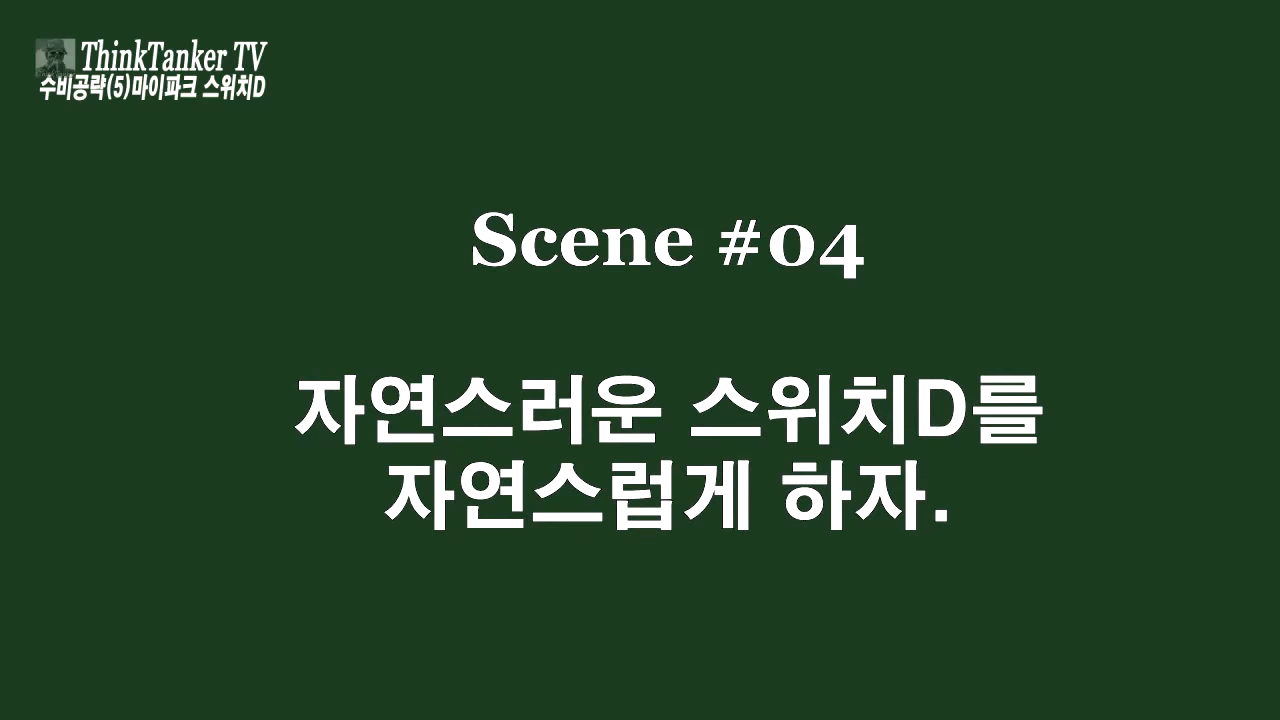 ThinkTanker TV
수비공략(5)마이파크 스위치D
Scene #04
자연스러운 스위치D를
자연스럽게 하자.